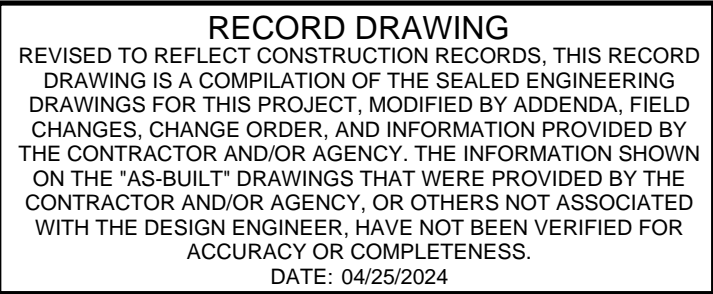 RECORD DRAWING
REVISED TO REFLECT CONSTRUCTION RECORDS, THIS RECORD
DRAWING IS A COMPILATION OF THE SEALED ENGINEERING
DRAWINGS FOR THIS PROJECT, MODIFIED BY ADDENDA, FIELD
CHANGES, CHANGE ORDER, AND INFORMATION PROVIDED BY
THE CONTRACTOR AND/OR AGENCY. THE INFORMATION SHOWN
ON THE "AS-BUILT" DRAWINGS THAT WERE PROVIDED BY THE
CONTRACTOR AND/OR AGENCY, OR OTHERS NOT ASSOCIATED
WITH THE DESIGN ENGINEER, HAVE NOT BEEN VERIFIED FOR
ACCURACY OR COMPLETENESS.
DATE: 04/25/2024